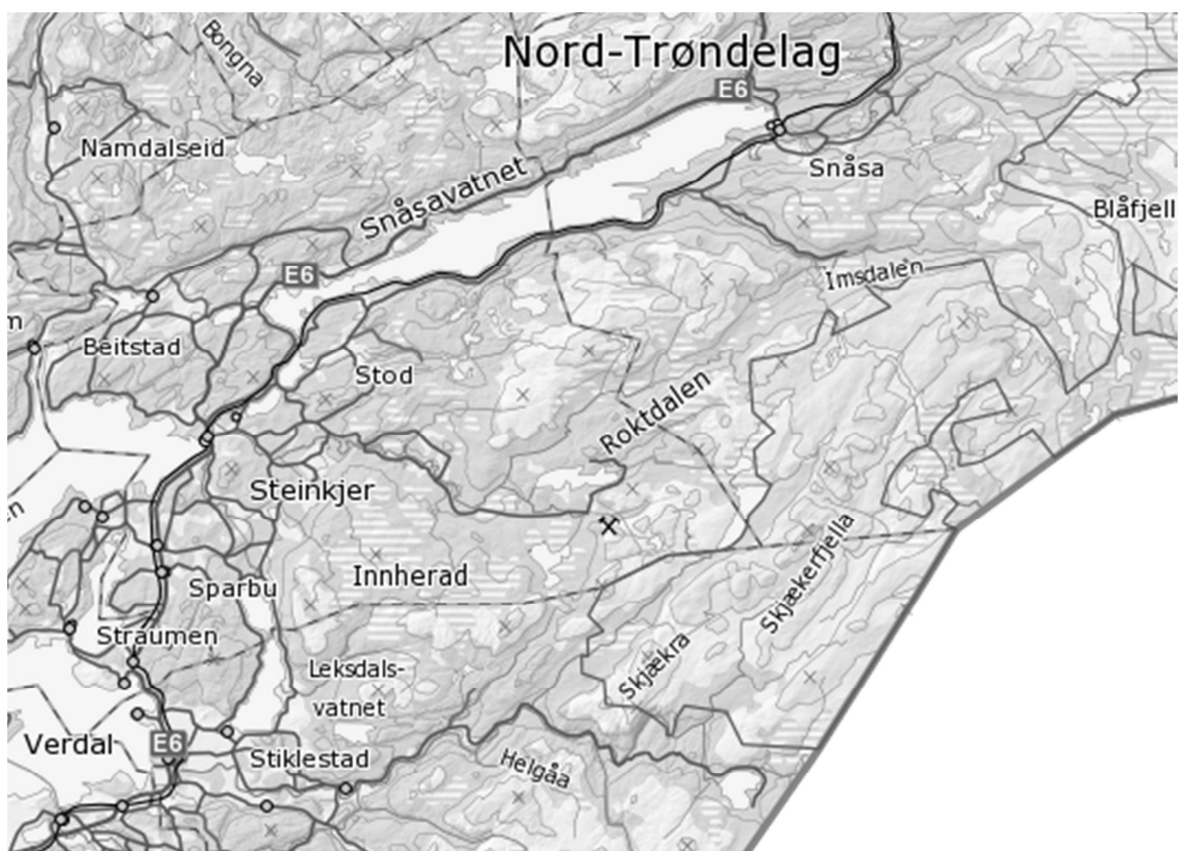 Bongna
Nord-Trøndelag
E6
Namdalseid
Snåsa
Snåsavatnet
Blåfjell
E6
Imsdalen
m
Beitstad
Stod
Roktdalen
Steinkjer
en
Innherad
Skjækerfjella
Sparbu
Straumen
Skjækra
Leksdals-
vatnet
Verdal
E6
Stiklestad
Helgåa